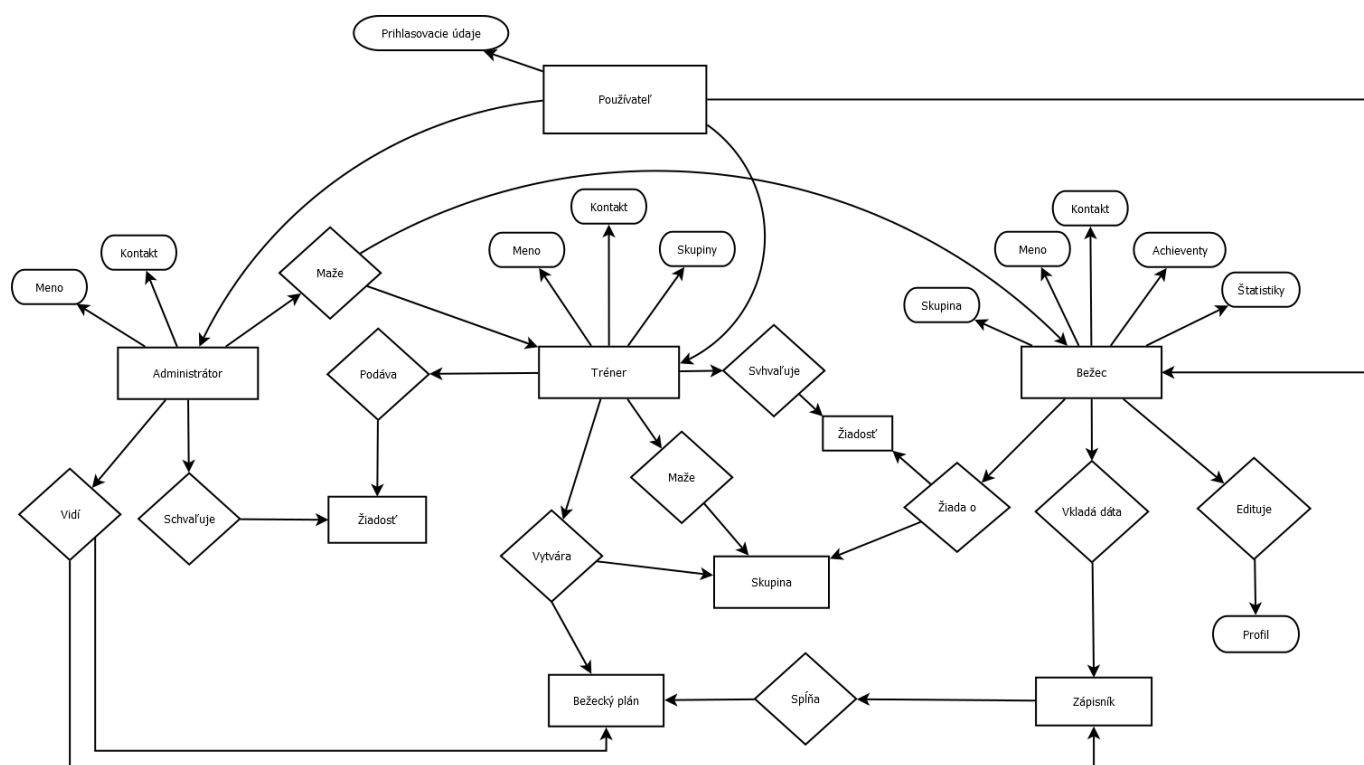 Prihlasovacie údaje
Používateľ
Kontakt
Kontakt
Meno
Meno
Kontakt
Skupiny
Meno
Achieventy
Maže
Meno
Štatistiky
Skupina
Administrátor
Podáva
Tréner
Svhvaľuje
Bežec
Žiadosť
Maže
Vidí
Schvaľuje
Žiadosť
Žiada o
Vkladá dáta
Edituje
Vytvára
Skupina
Profil
Bežecký plán
Spĺňa
Zápisník